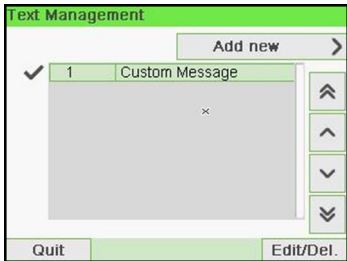 Text Management
Add new
1 Custom Message
Quit Edit/Del.